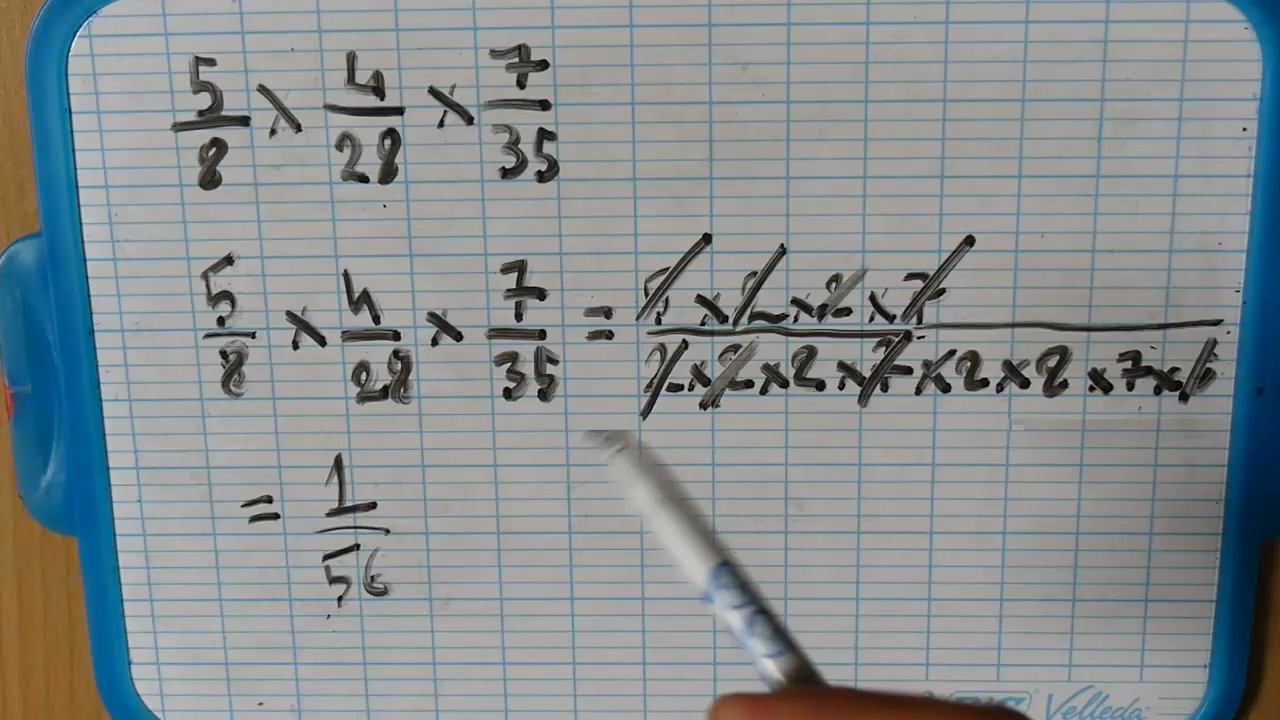 5/8 × 4/28 × 7/35
5/8 × 4/28 × 7/35 = 5×2×2×7/2×2×2×7×2×2×7×5
= 1/56
Velleda